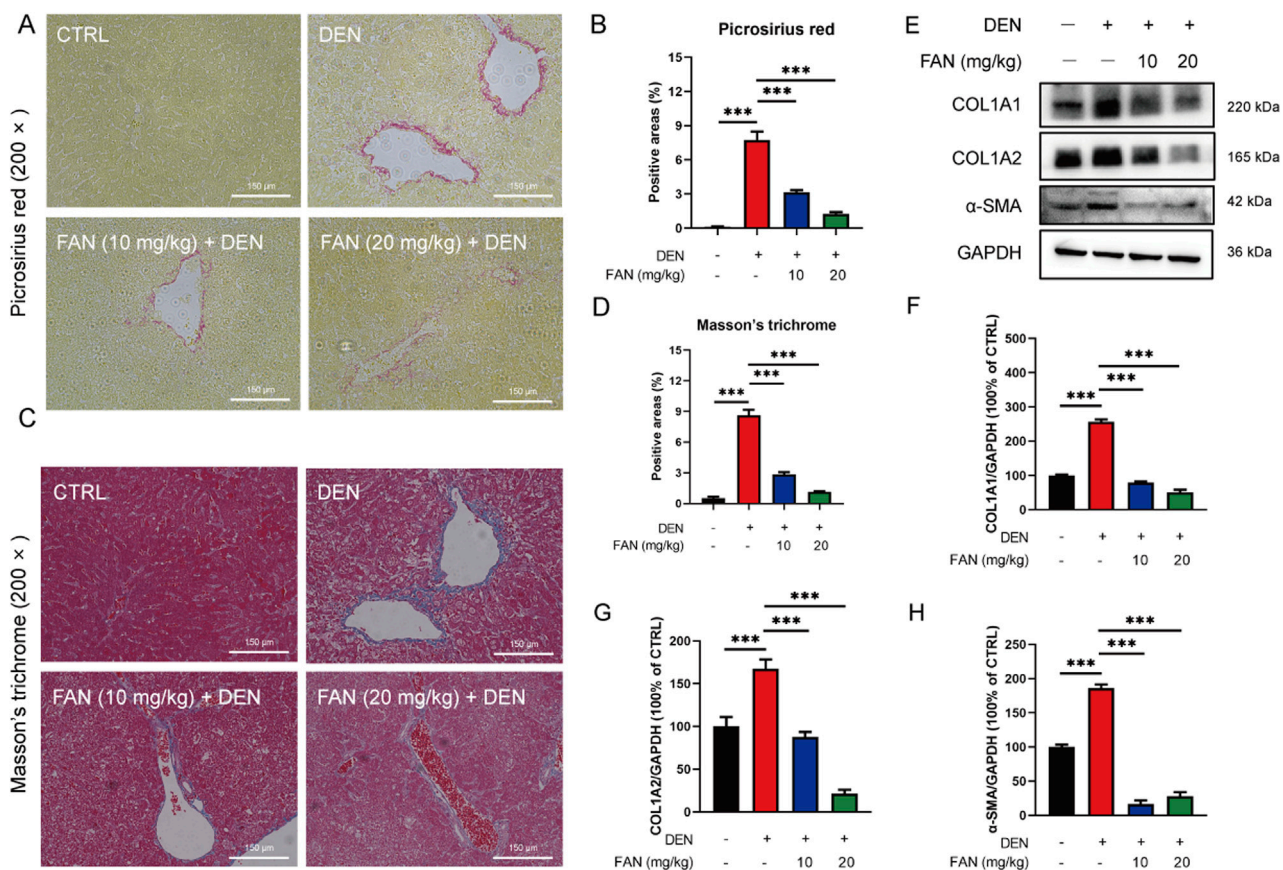 A
Picrosirius red (200 ×)
CTRL
DEN
150 µm
150 µm
FAN (10 mg/kg) + DEN
FAN (20 mg/kg) + DEN
150 µm
150 µm
B
Picrosirius red
Positive areas (%)
15
12
9
6
3
0
***
***
***
DEN - + + +
FAN (mg/kg) - - 10 20
C
Masson's trichrome (200 ×)
CTRL
DEN
150 µm
150 µm
FAN (10 mg/kg) + DEN
FAN (20 mg/kg) + DEN
150 µm
150 µm
D
Masson's trichrome
Positive areas (%)
15
12
9
6
3
0
***
***
***
DEN - + + +
FAN (mg/kg) - - 10 20
E
DEN — + + +
FAN (mg/kg) — — 10 20
COL1A1 220 kDa
COL1A2 165 kDa
α-SMA 42 kDa
GAPDH 36 kDa
F
COL1A1/GAPDH (100% of CTRL)
500
400
300
200
100
0
***
***
***
DEN - + + +
FAN (mg/kg) - - 10 20
G
COL1A2/GAPDH (100% of CTRL)
200
150
100
50
0
***
***
***
DEN - + + +
FAN (mg/kg) - - 10 20
H
α-SMA/GAPDH (100% of CTRL)
250
200
150
100
50
0
***
***
***
DEN - + + +
FAN (mg/kg) - - 10 20